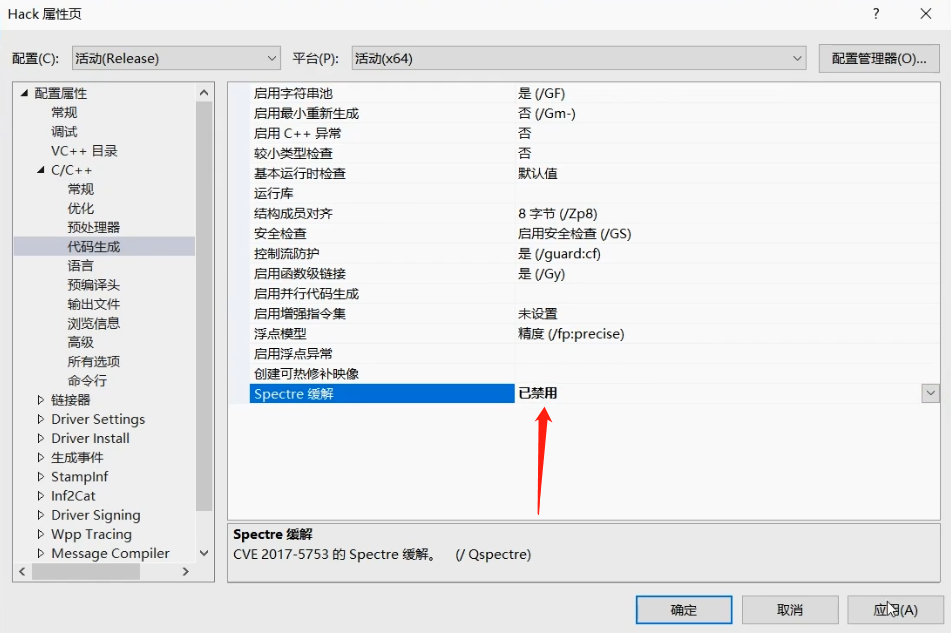 Hack 属性页
?
配置(C): 活动(Release) 平台(P): 活动(x64) 配置管理器(O)...
配置属性
常规
调试
VC++ 目录
C/C++
常规
优化
预处理器
代码生成
语言
预编译头
输出文件
浏览信息
高级
所有选项
命令行
链接器
Driver Settings
Driver Install
生成事件
StampInf
Inf2Cat
Driver Signing
Wpp Tracing
Message Compiler
启用字符串池 是 (/GF)
启用最小重新生成 否 (/Gm-)
启用 C++ 异常 否
较小类型检查 否
基本运行时检查 默认值
运行库
结构成员对齐 8 字节 (/Zp8)
安全检查 启用安全检查 (/GS)
控制流防护 是 (/guard:cf)
启用函数级链接 是 (/Gy)
启用并行代码生成
启用增强指令集 未设置
浮点模型 精度 (/fp:precise)
启用浮点异常
创建可热修补映像
Spectre 缓解 已禁用
Spectre 缓解
CVE 2017-5753 的 Spectre 缓解。 (/ Qspectre)
确定 取消 应用(A)